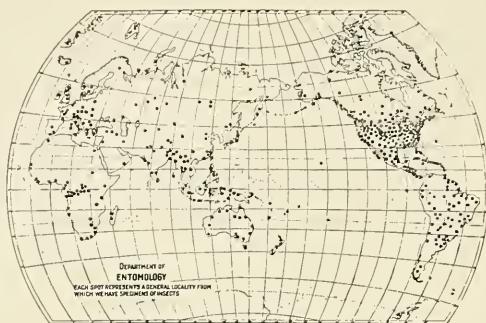 DEPARTMENT OF
ENTOMOLOGY
EACH SPOT REPRESENTS A GENERAL LOCALITY FROM
WHICH WE HAVE SPECIMENS OF INSECTS